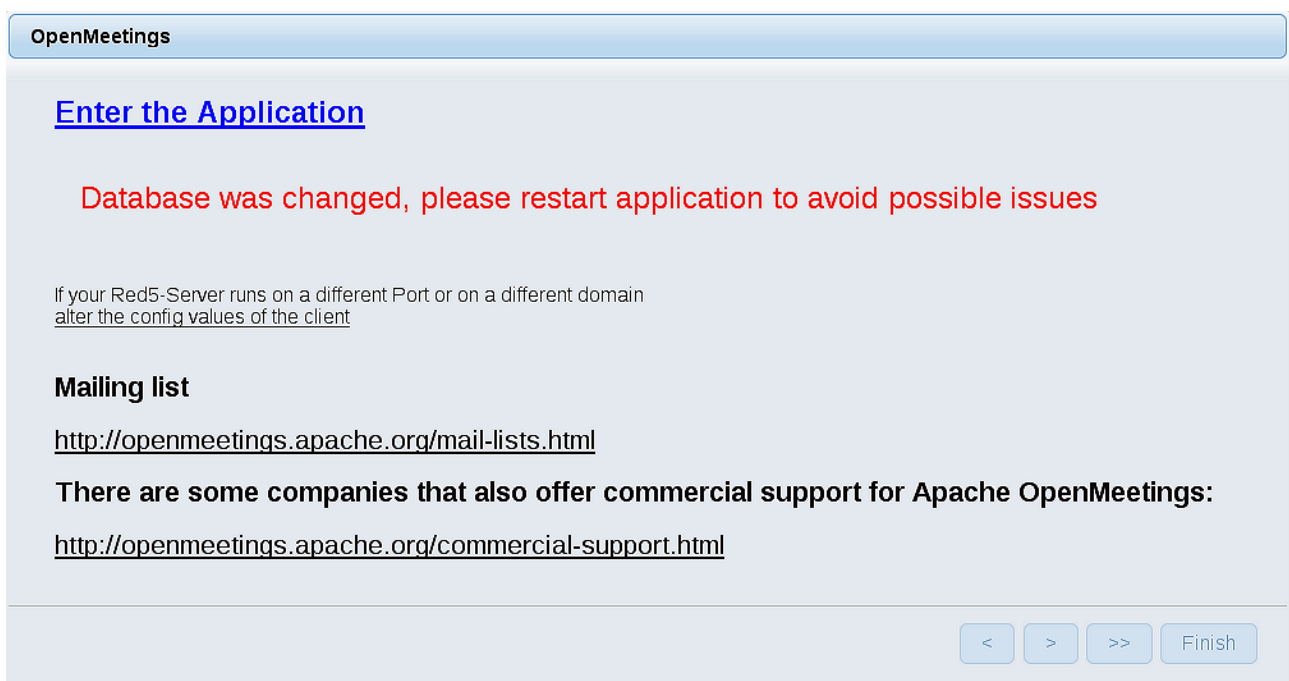 OpenMeetings
Enter the Application
Database was changed, please restart application to avoid possible issues
If your Red5-Server runs on a different Port or on a different domain
alter the config values of the client
Mailing list
http://openmeetings.apache.org/mail-lists.html
There are some companies that also offer commercial support for Apache OpenMeetings:
http://openmeetings.apache.org/commercial-support.html
< > >> Finish